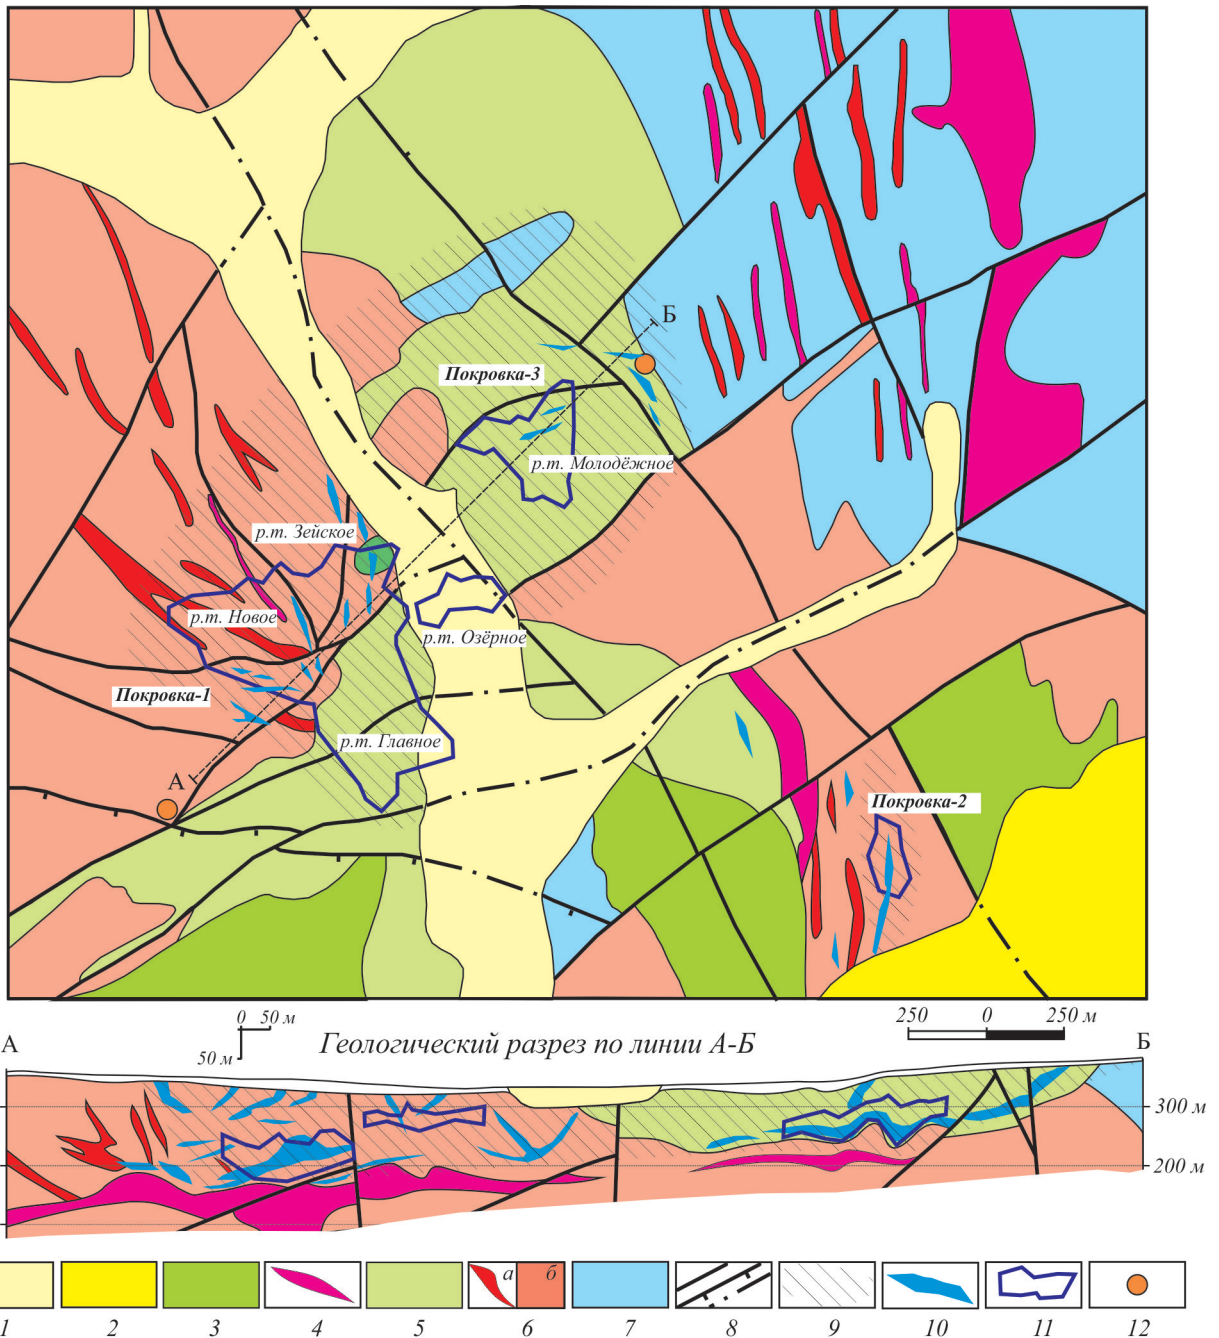 Б
Покровка-3
р.т. Молодёжное
р.т. Зейское
р.т. Новое
р.т. Озёрное
Покровка-1
р.т. Главное
А
Покровка-2
0 50 м
50 м
250 0 250 м
А
Геологический разрез по линии А-Б
Б
300 м
200 м
а б
1 2 3 4 5 6 7 8 9 10 11 12